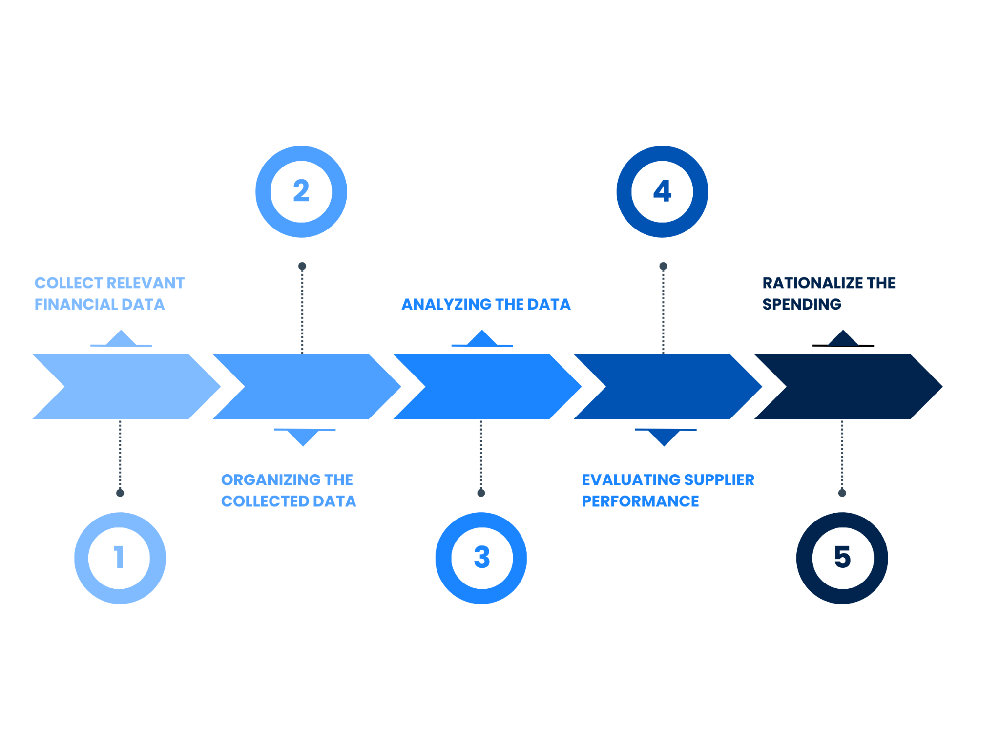 1
COLLECT RELEVANT
FINANCIAL DATA
2
ORGANIZING THE
COLLECTED DATA
3
ANALYZING THE DATA
4
EVALUATING SUPPLIER
PERFORMANCE
5
RATIONALIZE THE
SPENDING